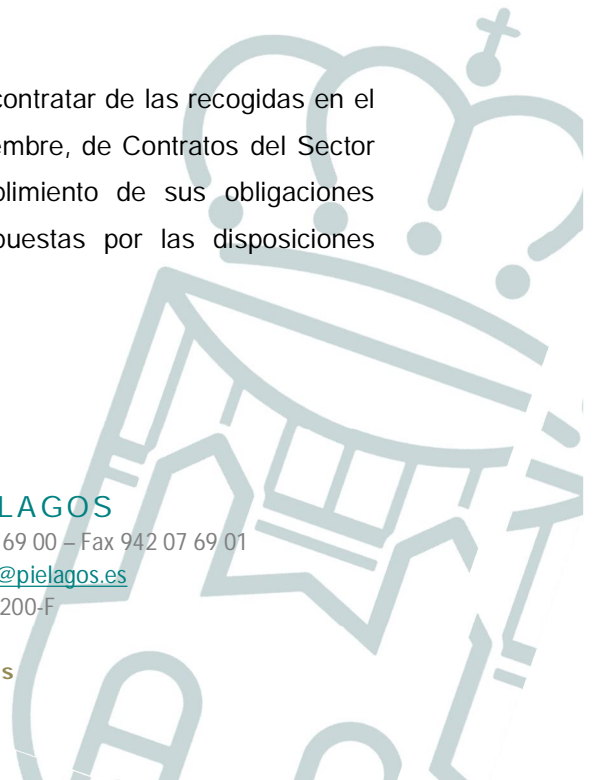 contratar de las recogidas en el
embre, de Contratos del Sector
plimiento de sus obligaciones
puestas por las disposiciones
LAGOS
69 00 – Fax 942 07 69 01
@pielagos.es
200-F
s